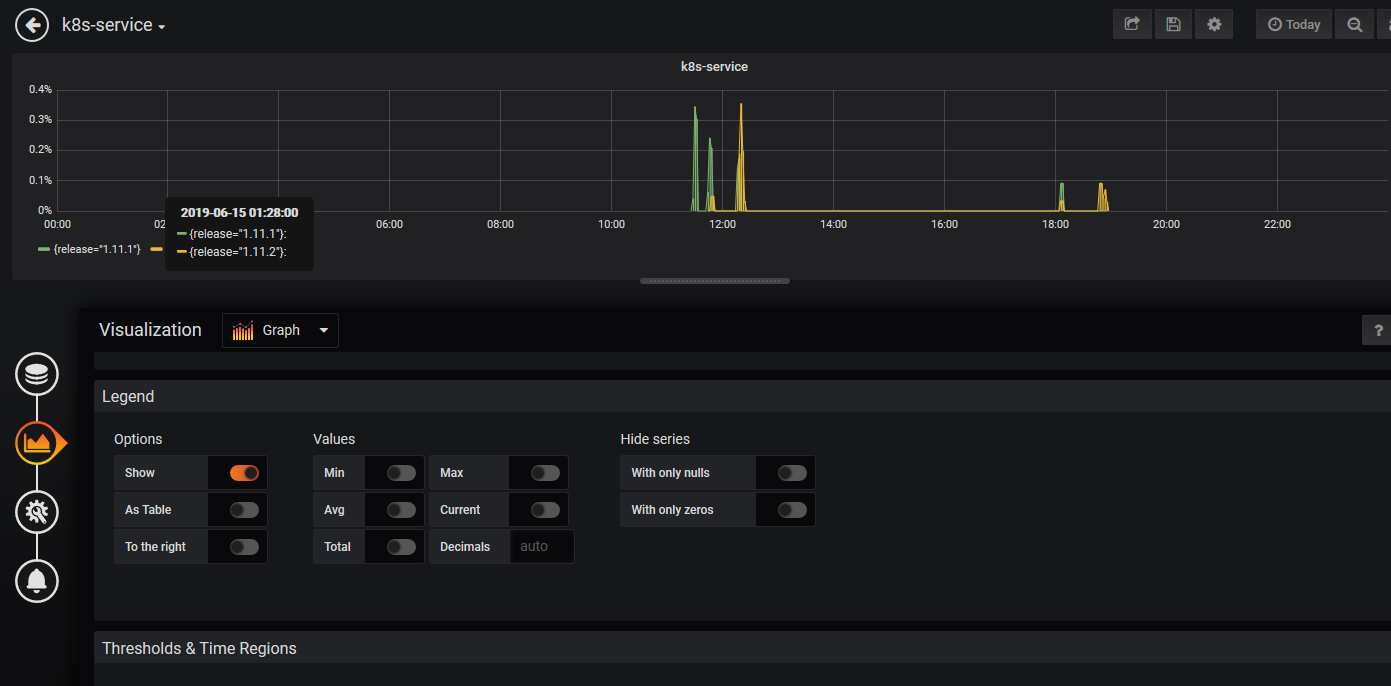 k8s-service
Today
k8s-service
0.4%
0.3%
0.2%
0.1%
0%
00:00 02 06:00 08:00 10:00 12:00 14:00 16:00 18:00 20:00 22:00
2019-06-15 01:28:00
{release="1.11.1"}:
{release="1.11.2"}:
{release="1.11.1"}
Visualization
Graph
?
Legend
Options Values Hide series
Show Min Max With only nulls
As Table Avg Current With only zeros
To the right Total Decimals auto
Thresholds & Time Regions